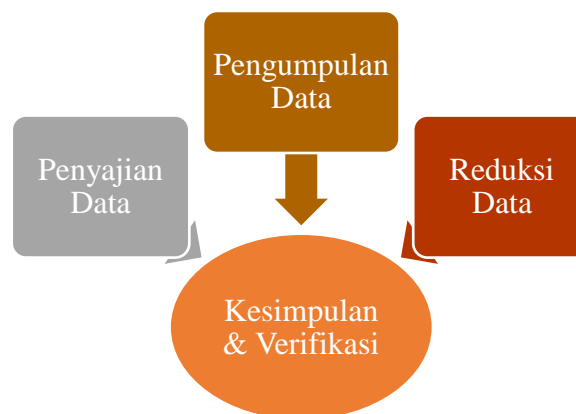 Pengumpulan
Data
Penyajian
Data
Reduksi
Data
Kesimpulan
& Verifikasi